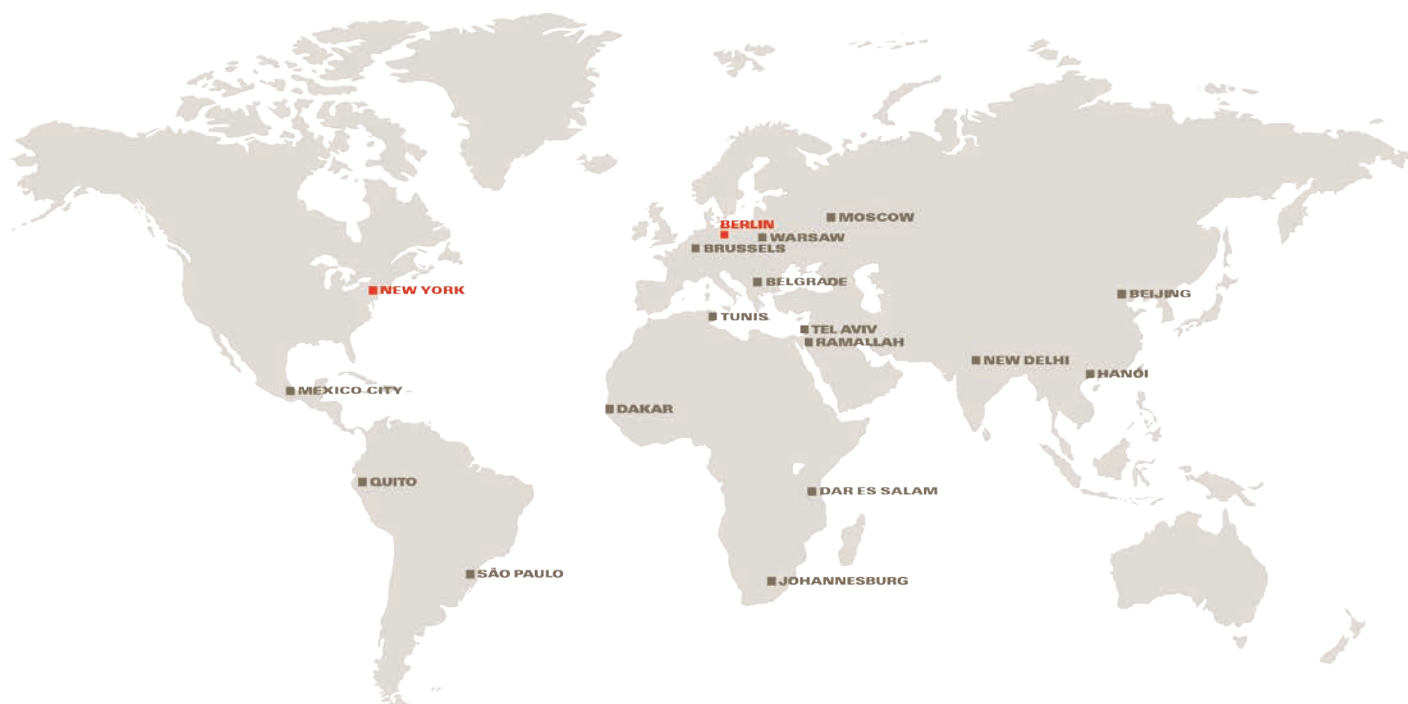 BERLIN
MOSCOW
WARSAW
BRUSSELS
BELGRADE
NEW YORK
BEIJING
TUNIS
TEL AVIV
RAMALLAH
NEW DELHI
HANOI
MEXICO CITY
DAKAR
QUITO
DAR ES SALAM
SÃO PAULO
JOHANNESBURG